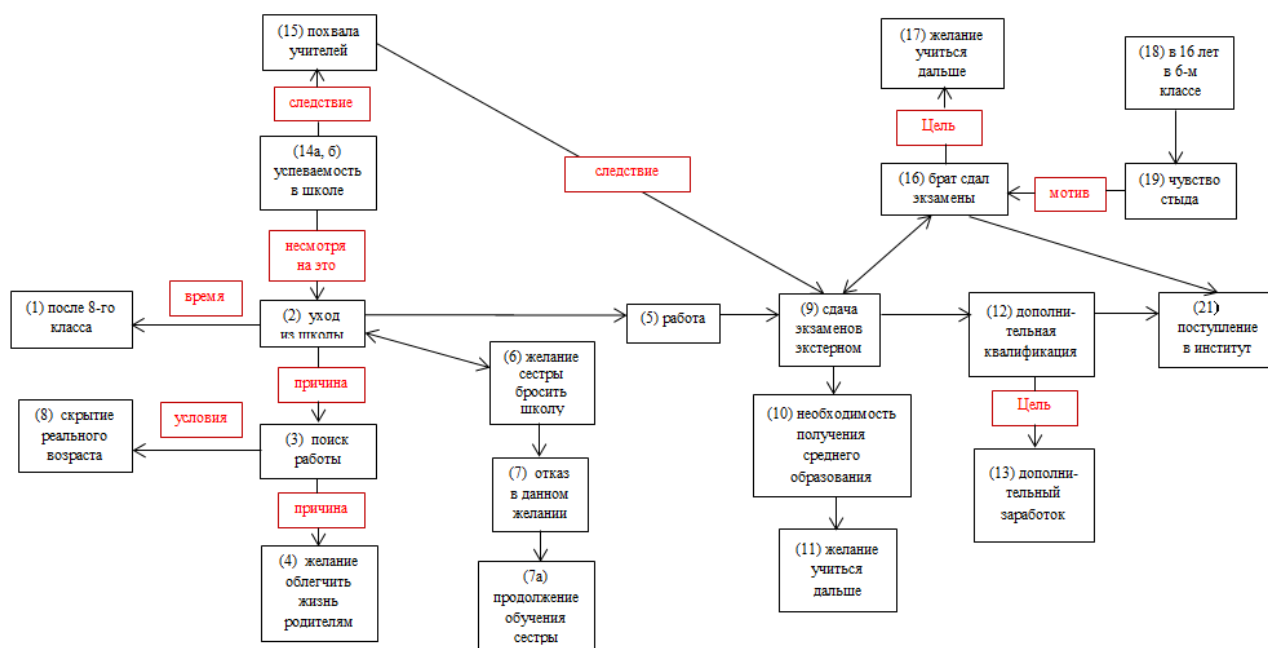 (15) похвала
учителей
следствие
(14а, б)
успеваемость
в школе
несмотря
на это
(17) желание
учиться
дальше
(18) в 16 лет
в 6-м
классе
Цель
следствие
(16) брат сдал
экзамены
мотив
(19) чувство
стыда
(1) после 8-го
класса
время
(2) уход
из школы
(5) работа
(9) сдача
экзаменов
экстерном
(12) дополни-
тельная
квалификация
(21)
поступление
в институт
(6) желание
сестры
бросить
школу
причина
Цель
(8) скрытие
реального
возраста
условия
(3) поиск
работы
(10) необходимость
получения
среднего
образования
(7) отказ
в данном
желании
(13) дополни-
тельный
заработок
причина
(4) желание
облегчить
жизнь
родителям
(7а)
продолжение
обучения
сестры
(11) желание
учиться
дальше